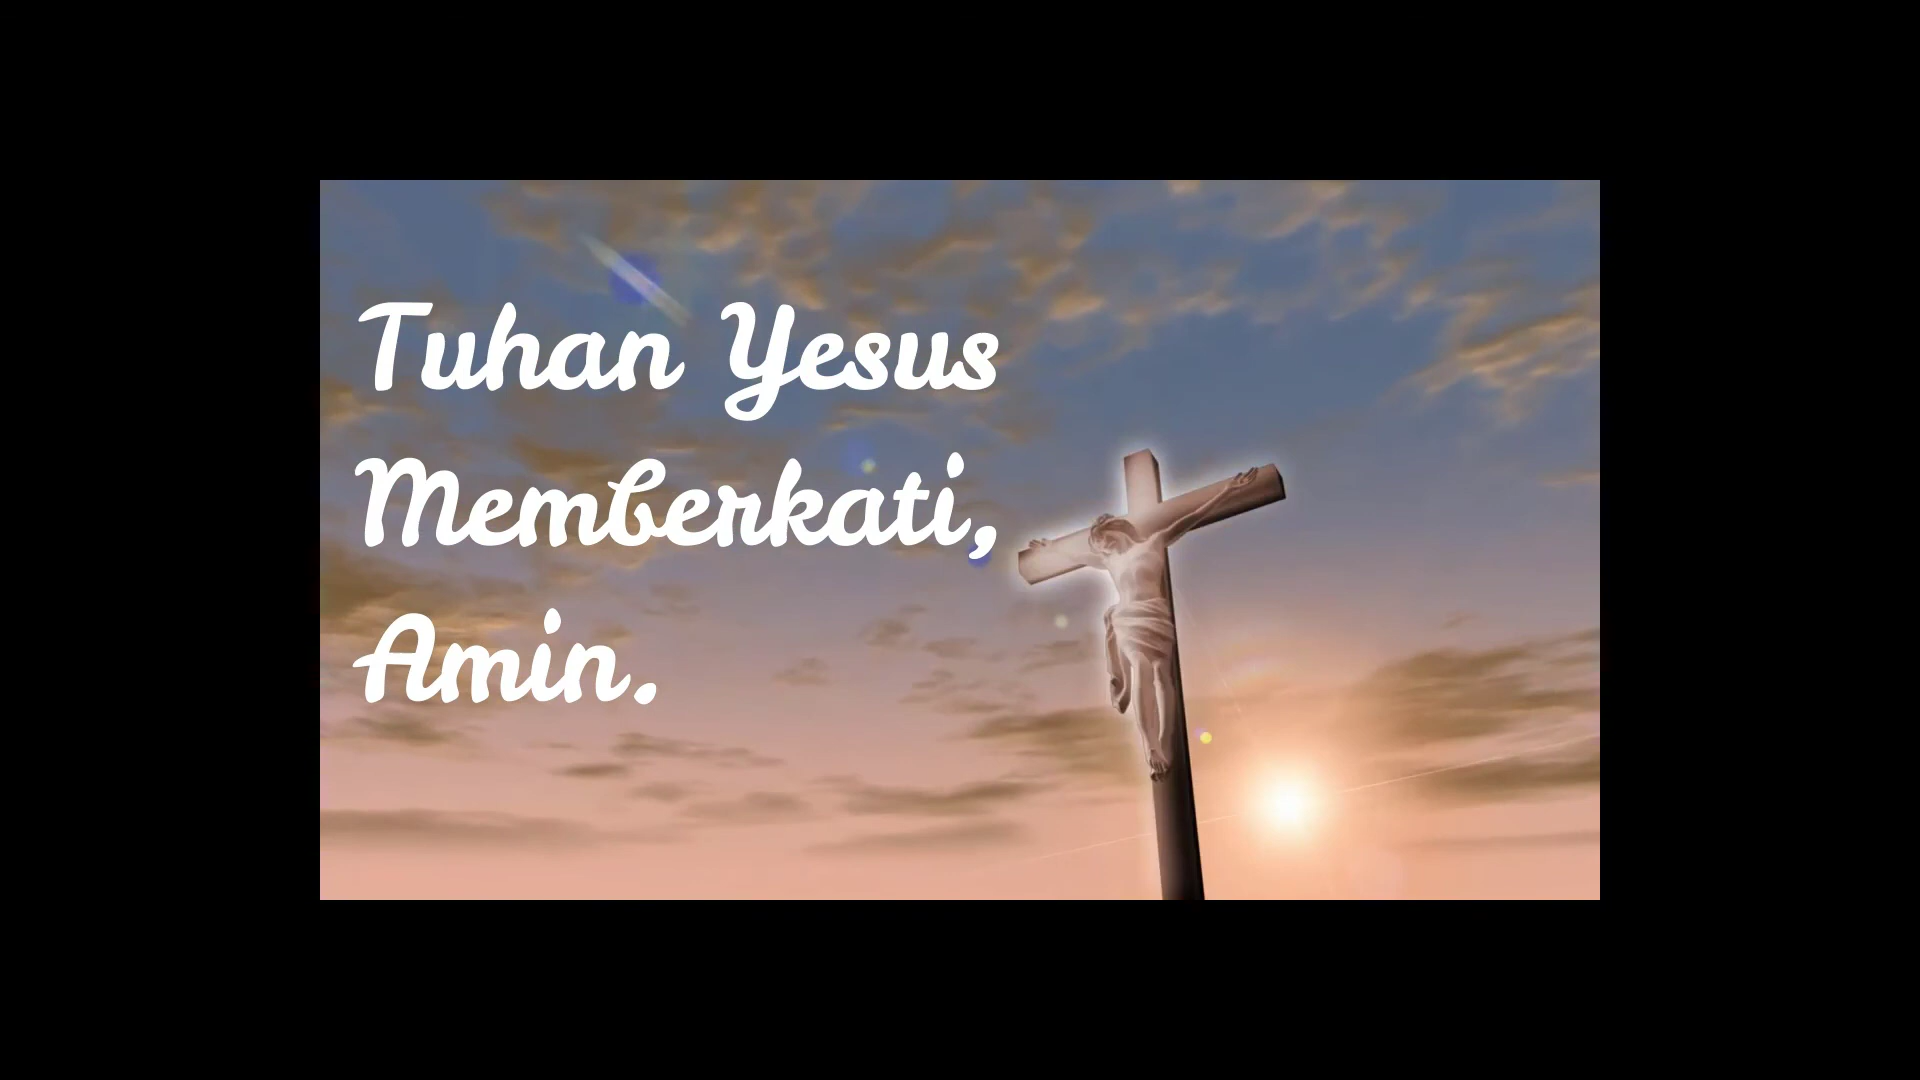 Tuhan Yesus
Memberkati,
Amin.